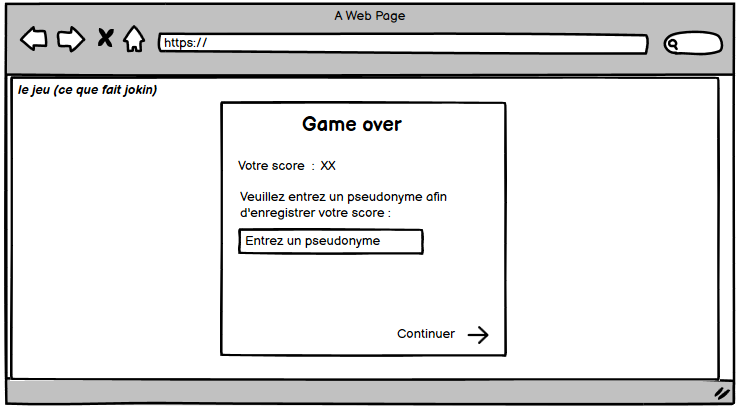 A Web Page
https://
le jeu (ce que fait jokin)
Game over
Votre score : XX
Veuillez entrez un pseudonyme afin
d'enregistrer votre score :
Entrez un pseudonyme
Continuer